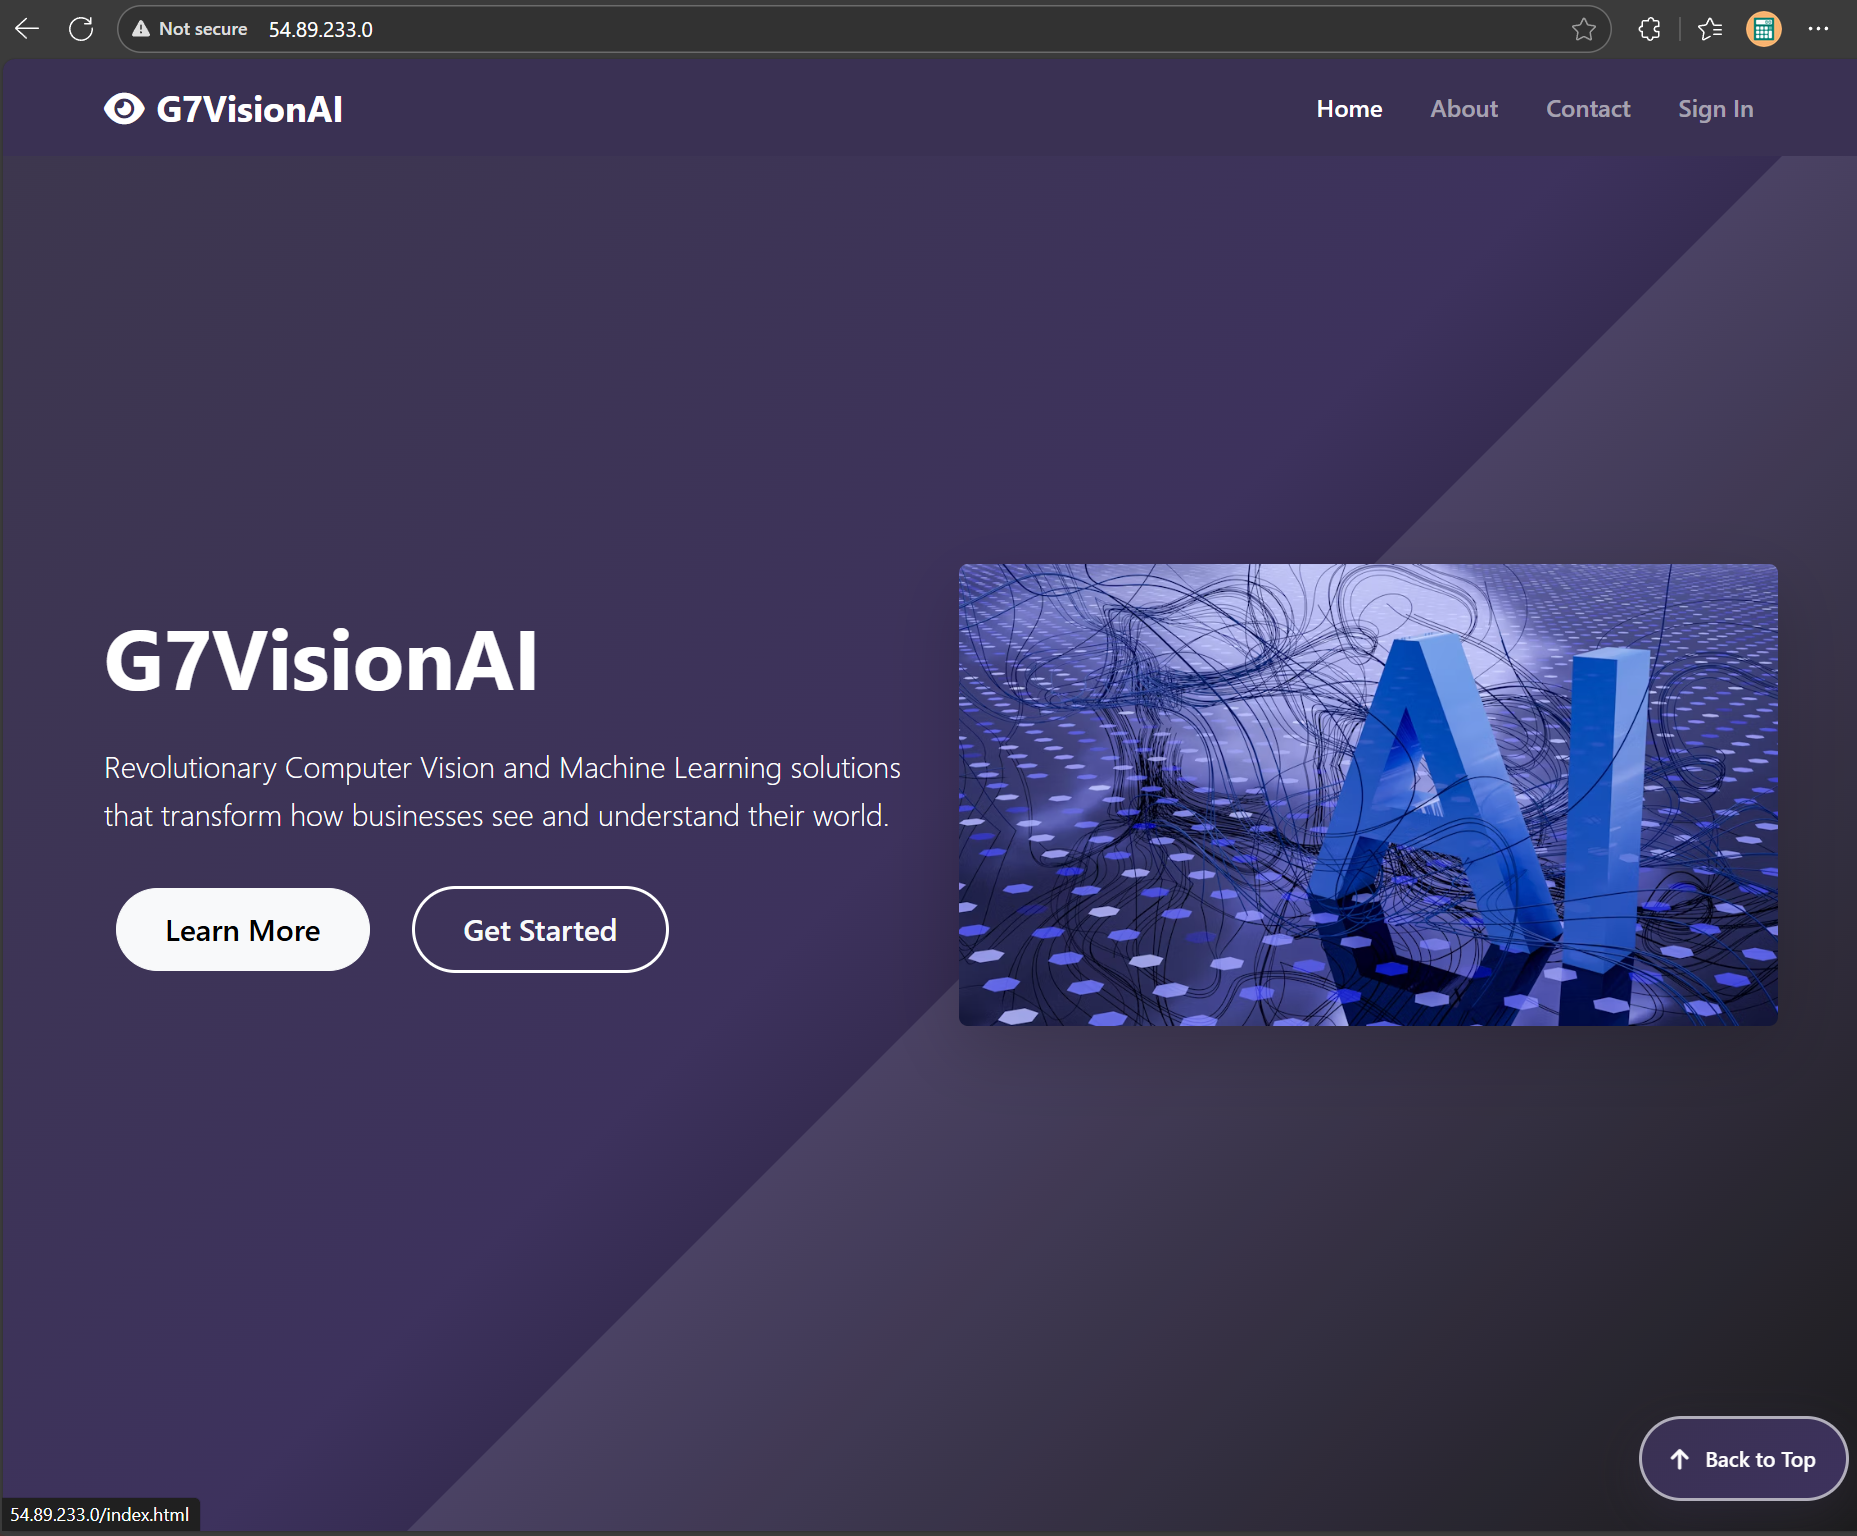 Not secure 54.89.233.0
G7VisionAI
Home About Contact Sign In
G7VisionAI
Revolutionary Computer Vision and Machine Learning solutions
that transform how businesses see and understand their world.
Learn More Get Started
AI
Back to Top
54.89.233.0/index.html